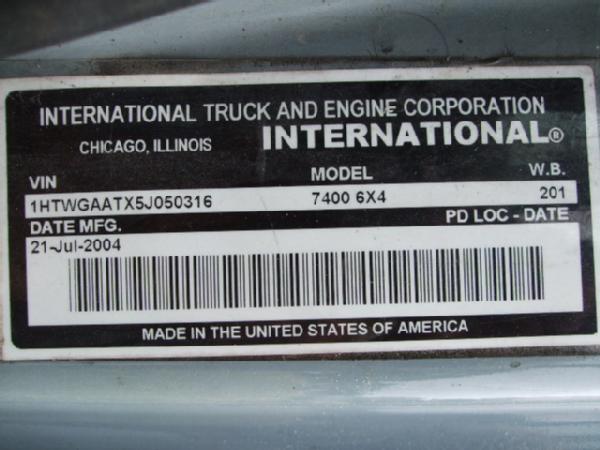 INTERNATIONAL TRUCK AND ENGINE CORPORATION
CHICAGO, ILLINOIS INTERNATIONAL®
VIN MODEL W.B.
1HTWGAATX5J050316 7400 6X4 201
DATE MFG. PD LOC - DATE
21-Jul-2004
MADE IN THE UNITED STATES OF AMERICA